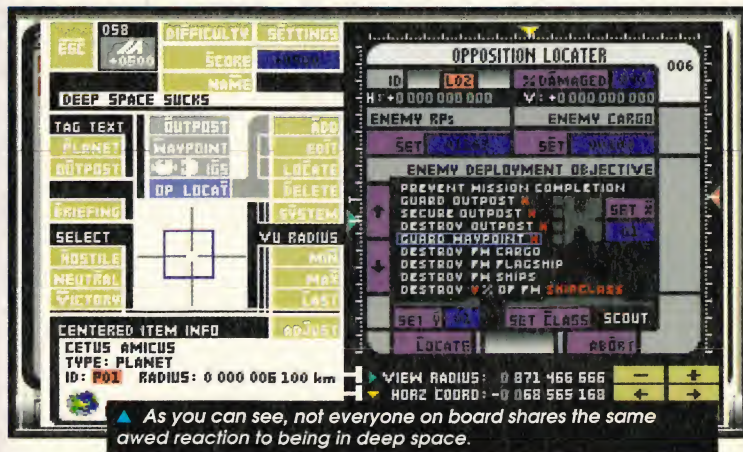 ESC
058
+0500
DIFFICULTY
SETTINGS
SCORE
NAME
DEEP SPACE SUCKS
TAG TEXT
PLANET
OUTPOST
BRIEFING
SELECT
HOSTILE
NEUTRAL
VICTORY
OUTPOST
WAYPOINT
IGS
OP LOCAT
ADD
EDIT
LOCATE
DELETE
SYSTEM
VU RADIUS
MIN
MAX
LAST
ADJUST
CENTERED ITEM INFO
CETUS AMICUS
TYPE: PLANET
ID: P01 RADIUS: 0 000 006 100 km
OPPOSITION LOCATER
006
ID L02 % DAMAGED
H: +0 000 000 000 V: +0 000 000 000
ENEMY RPs ENEMY CARGO
SET SET
ENEMY DEPLOYMENT OBJECTIVE
PREVENT MISSION COMPLETION
GUARD OUTPOST X
SECURE OUTPOST X
DESTROY OUTPOST X
GUARD WAYPOINT X
DESTROY PM CARGO
DESTROY PM FLAGSHIP
DESTROY PM SHIPS
DESTROY Y% OF PM SHIPCLASS
SET X
SET Y SET CLASS SCOUT
LOCATE ABORT
VIEW RADIUS: 0 871 466 666 - +
HORZ COORD: -0 068 565 168 ← →
▲ As you can see, not everyone on board shares the same
awed reaction to being in deep space.